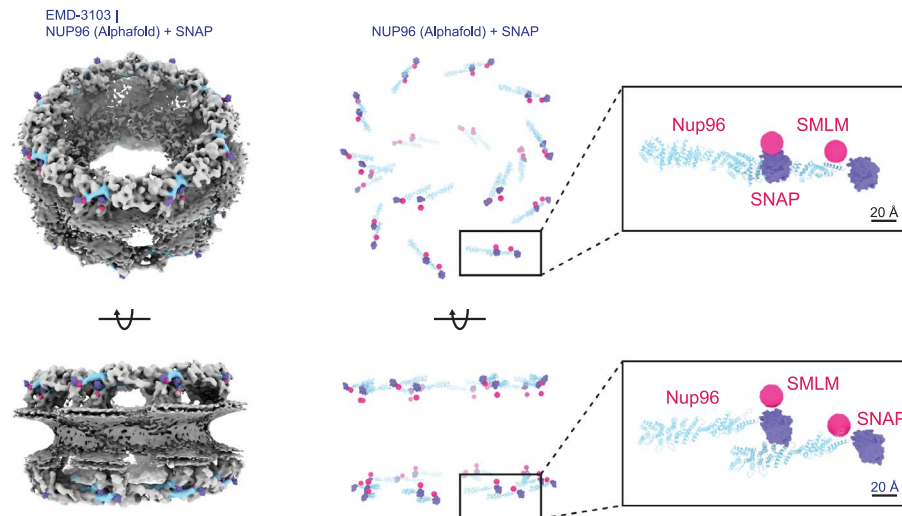 EMD-3103 |
NUP96 (Alphafold) + SNAP
NUP96 (Alphafold) + SNAP
Nup96
SMLM
SNAP
20 Å
SMLM
Nup96
SNAP
20 Å